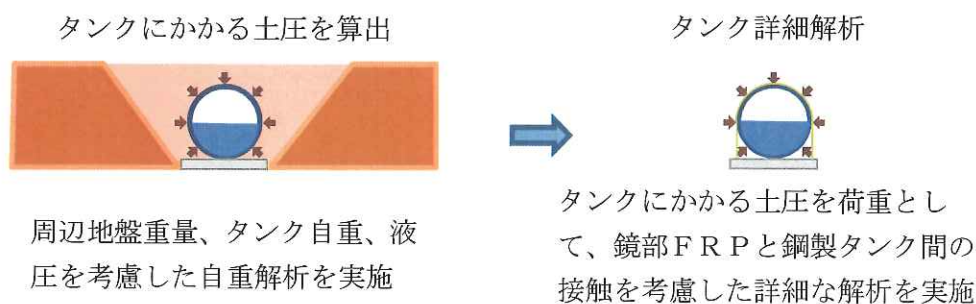 タンクにかかる土圧を算出
周辺地盤重量、タンク自重、液
圧を考慮した自重解析を実施
タンク詳細解析
タンクにかかる土圧を荷重とし
て、鏡部ＦＲＰと鋼製タンク間の
接触を考慮した詳細な解析を実施